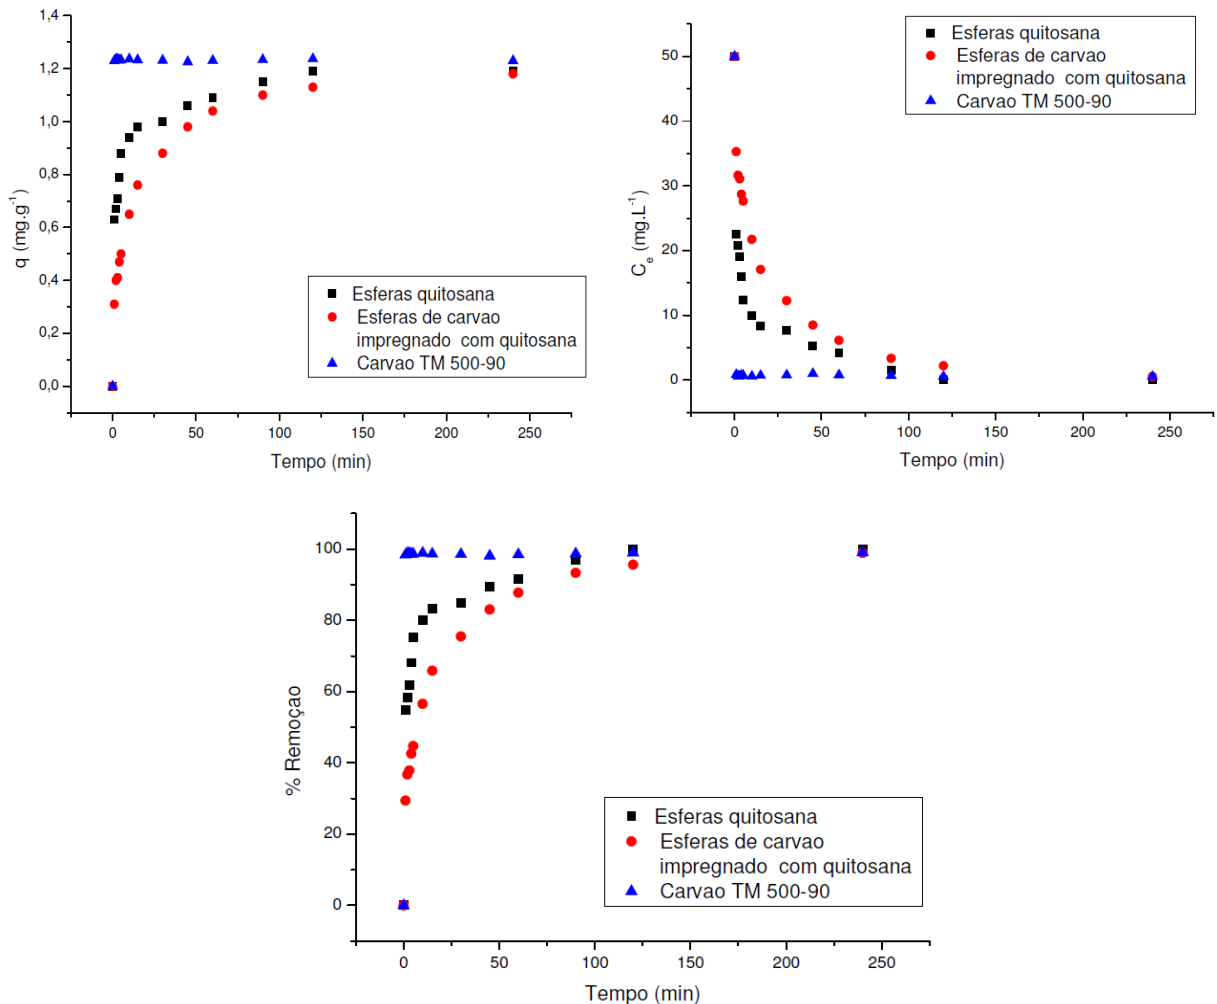 1,4
1,2
1,0
0,8
0,6
0,4
0,2
0,0
q (mg.g⁻¹)
0
50
100
150
200
250
Tempo (min)
Esferas quitosana
Esferas de carvao
impregnado com quitosana
Carvao TM 500-90
50
40
30
20
10
0
Cₑ (mg.L⁻¹)
0
50
100
150
200
250
Tempo (min)
Esferas quitosana
Esferas de carvao
impregnado com quitosana
Carvao TM 500-90
100
80
60
40
20
0
% Remoçao
0
50
100
150
200
250
Tempo (min)
Esferas quitosana
Esferas de carvao
impregnado com quitosana
Carvao TM 500-90